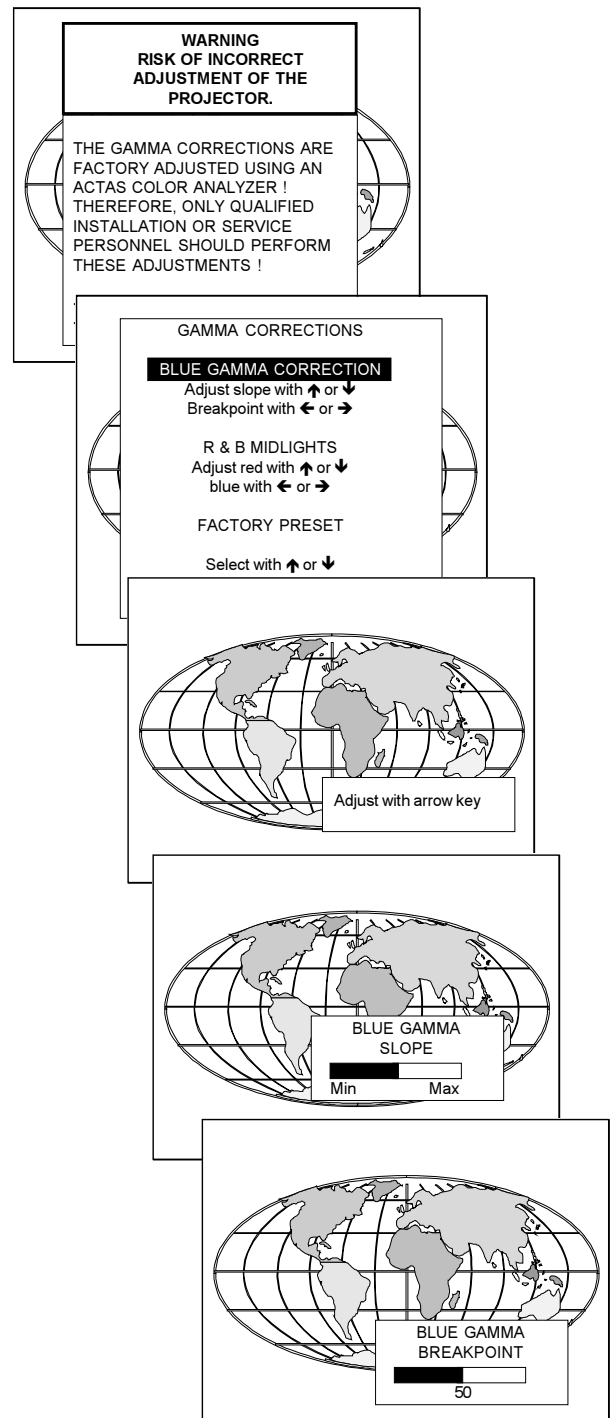 WARNING
RISK OF INCORRECT
ADJUSTMENT OF THE
PROJECTOR.
THE GAMMA CORRECTIONS ARE
FACTORY ADJUSTED USING AN
ACTAS COLOR ANALYZER !
THEREFORE, ONLY QUALIFIED
INSTALLATION OR SERVICE
PERSONNEL SHOULD PERFORM
THESE ADJUSTMENTS !
GAMMA CORRECTIONS
BLUE GAMMA CORRECTION
Adjust slope with ↑ or ↓
Breakpoint with ← or →
R & B MIDLIGHTS
Adjust red with ↑ or ↓
blue with ← or →
FACTORY PRESET
Select with ↑ or ↓
Adjust with arrow key
BLUE GAMMA
SLOPE
Min Max
BLUE GAMMA
BREAKPOINT
50